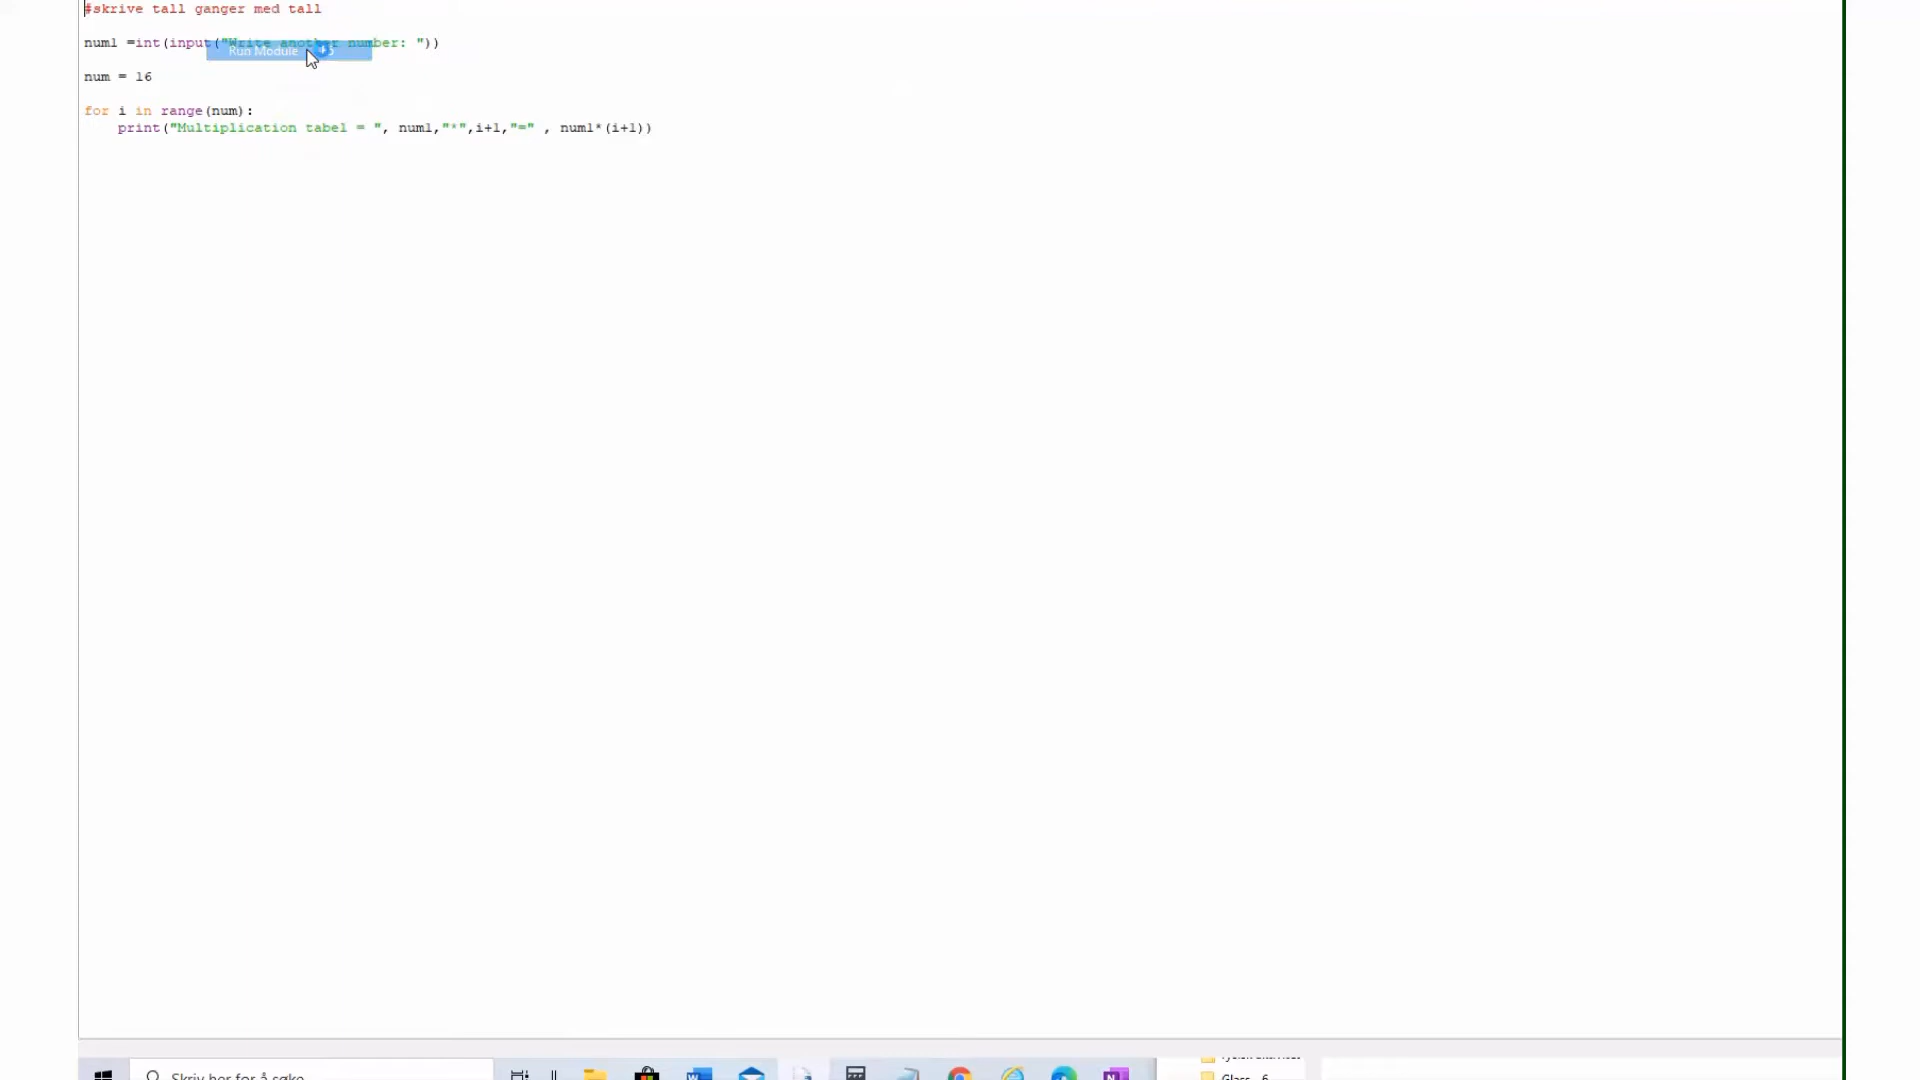 #skrive tall ganger med tall
num1 =int(input("Write another number: "))
Run Module
num = 16
for i in range(num):
print("Multiplication tabel = ", num1,"*",i+1,"=" , num1*(i+1))
Skriv her for å søke